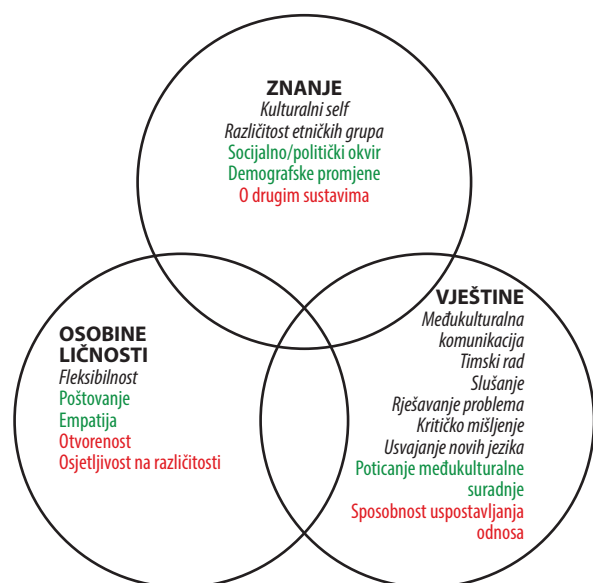 ZNANJE
Kulturalni self
Različitost etničkih grupa
Socijalno/politički okvir
Demografske promjene
O drugim sustavima
OSOBINE
LIČNOSTI
Fleksibilnost
Poštovanje
Empatija
Otvorenost
Osjetljivost na različitosti
VJEŠTINE
Međukulturalna
komunikacija
Timski rad
Slušanje
Rješavanje problema
Kritičko mišljenje
Usvajanje novih jezika
Poticanje međukulturalne
suradnje
Sposobnost uspostavljanja
odnosa